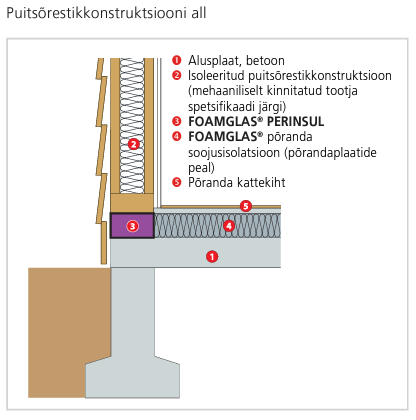 Puitsõrestikkonstruktsiooni all
1 Alusplaat, betoon
2 Isoleeritud puitsõrestikkonstruktsioon
(mehaaniliselt kinnitatud tootja
spetsifikaadi järgi)
3 FOAMGLAS® PERINSUL
4 FOAMGLAS® põranda
soojusisolatsioon (põrandaplaatide
peal)
5 Põranda kattekiht
2
5
3
4
1